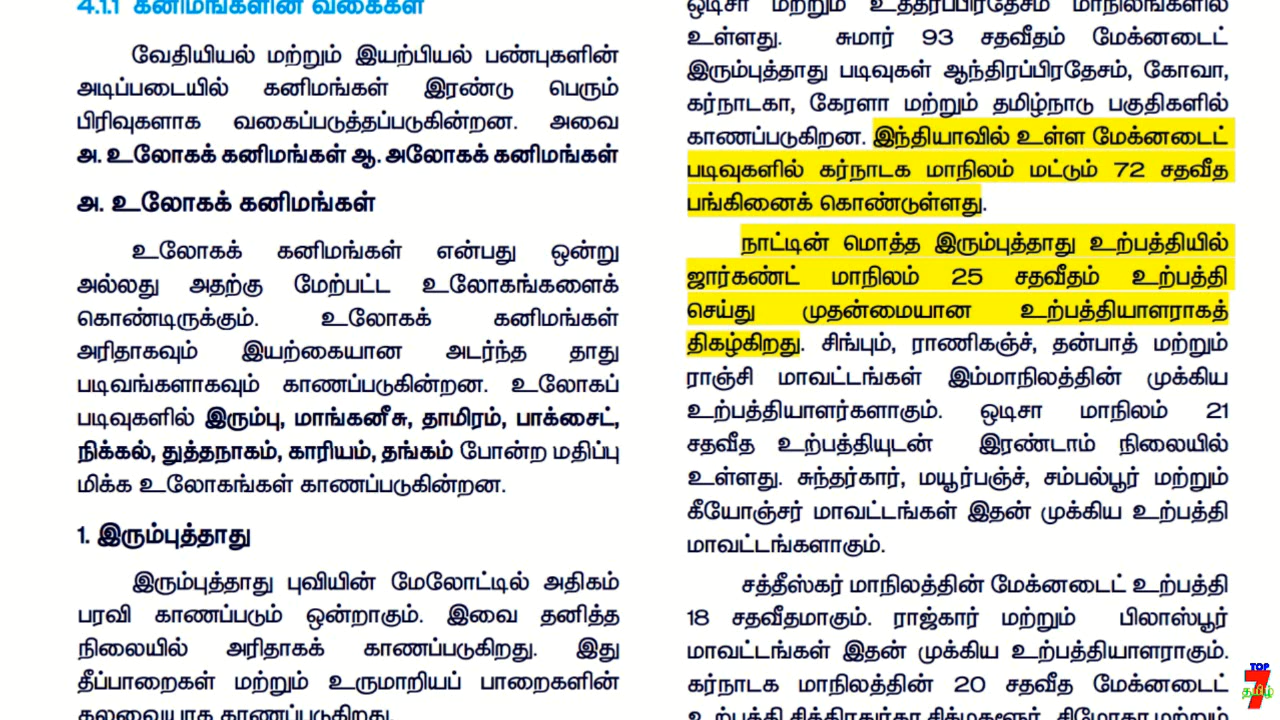 4.1.1 கனிமங்களின் வகைகள்
வேதியியல் மற்றும் இயற்பியல் பண்புகளின்
அடிப்படையில் கனிமங்கள் இரண்டு பெரும்
பிரிவுகளாக வகைப்படுத்தப்படுகின்றன. அவை
அ. உலோகக் கனிமங்கள் ஆ. அலோகக் கனிமங்கள்
அ. உலோகக் கனிமங்கள்
உலோகக் கனிமங்கள் என்பது ஒன்று
அல்லது அதற்கு மேற்பட்ட உலோகங்களைக்
கொண்டிருக்கும். உலோகக் கனிமங்கள்
அரிதாகவும் இயற்கையான அடர்ந்த தாது
படிவங்களாகவும் காணப்படுகின்றன. உலோகப்
படிவுகளில் இரும்பு, மாங்கனீசு, தாமிரம், பாக்சைட்,
நிக்கல், துத்தநாகம், காரியம், தங்கம் போன்ற மதிப்பு
மிக்க உலோகங்கள் காணப்படுகின்றன.
1. இரும்புத்தாது
இரும்புத்தாது புவியின் மேலோட்டில் அதிகம்
பரவி காணப்படும் ஒன்றாகும். இவை தனித்த
நிலையில் அரிதாகக் காணப்படுகிறது. இது
தீப்பாறைகள் மற்றும் உருமாறியப் பாறைகளின்
கலவையாக காணப்படுகிறது.
ஒடிசா மற்றும் உத்தரப்பிரதேசம் மாநிலங்களில்
உள்ளது. சுமார் 93 சதவீதம் மேக்னடைட்
இரும்புத்தாது படிவுகள் ஆந்திரப்பிரதேசம், கோவா,
கர்நாடகா, கேரளா மற்றும் தமிழ்நாடு பகுதிகளில்
காணப்படுகிறன. இந்தியாவில் உள்ள மேக்னடைட்
படிவுகளில் கர்நாடக மாநிலம் மட்டும் 72 சதவீத
பங்கினைக் கொண்டுள்ளது.
நாட்டின் மொத்த இரும்புத்தாது உற்பத்தியில்
ஜார்கண்ட் மாநிலம் 25 சதவீதம் உற்பத்தி
செய்து முதன்மையான உற்பத்தியாளராகத்
திகழ்கிறது. சிங்பும், ராணிகஞ்ச், தன்பாத் மற்றும்
ராஞ்சி மாவட்டங்கள் இம்மாநிலத்தின் முக்கிய
உற்பத்தியாளர்களாகும். ஒடிசா மாநிலம் 21
சதவீத உற்பத்தியுடன் இரண்டாம் நிலையில்
உள்ளது. சுந்தர்கார், மயூர்பஞ்ச், சம்பல்பூர் மற்றும்
கீயோஞ்சர் மாவட்டங்கள் இதன் முக்கிய உற்பத்தி
மாவட்டங்களாகும்.
சத்தீஸ்கர் மாநிலத்தின் மேக்னடைட் உற்பத்தி
18 சதவீதமாகும். ராஜ்கார் மற்றும் பிலாஸ்பூர்
மாவட்டங்கள் இதன் முக்கிய உற்பத்தியாளராகும்.
கர்நாடக மாநிலத்தின் 20 சதவீத மேக்னடைட்
உற்பத்தி சித்திரதுர்கா சிக்மகளூர், சிமோகா மற்றும்
TOP
7
தமிழ்